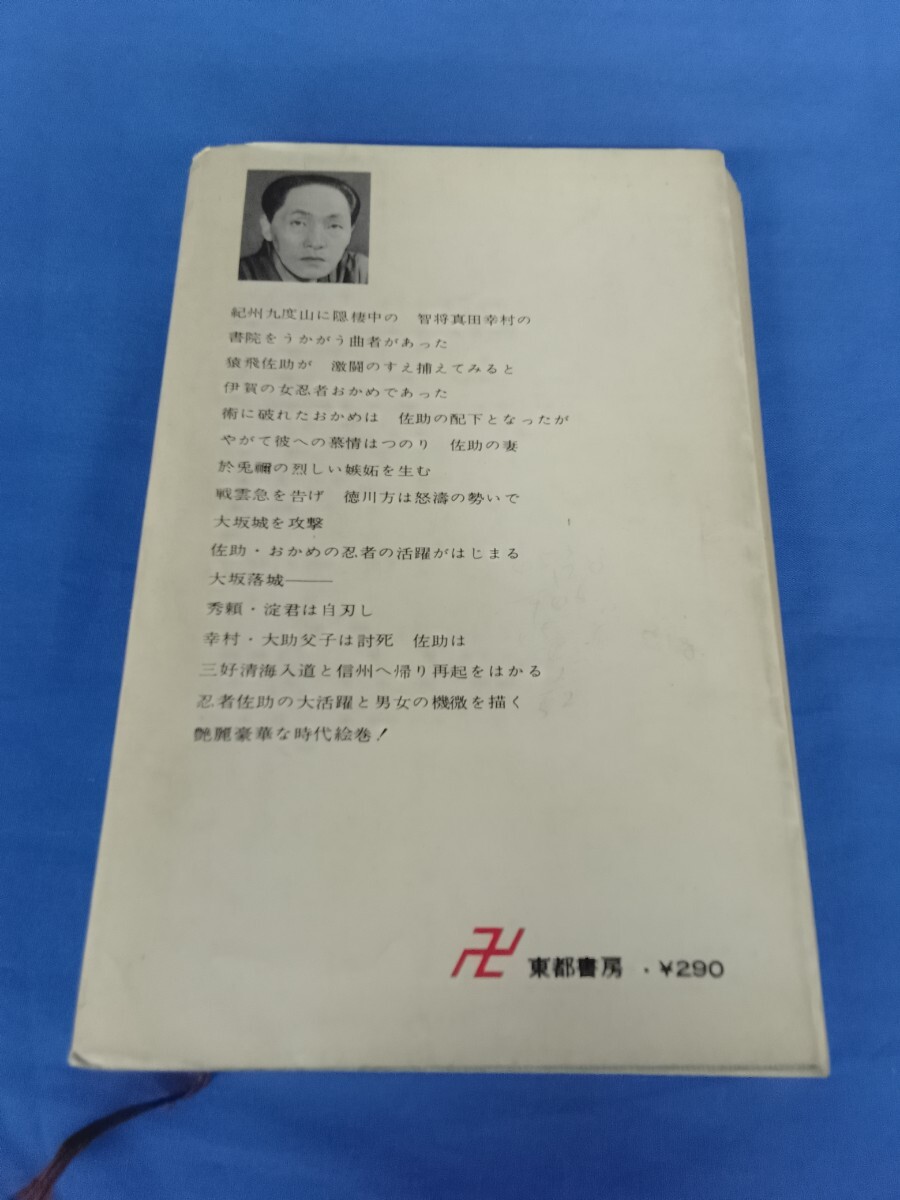 紀州九度山に隠棲中の　智将真田幸村の
書院をうかがう曲者があった
猿飛佐助が　激闘のすえ捕えてみると
伊賀の女忍者おかめであった
術に破れたおかめは　佐助の配下となったが
やがて彼への慕情はつのり　佐助の妻
於兎禰の烈しい嫉妬を生む
戦雲急を告げ　徳川方は怒濤の勢いで
大坂城を攻撃
佐助・おかめの忍者の活躍がはじまる
大坂落城――
秀頼・淀君は自刃し
幸村・大助父子は討死　佐助は
三好清海入道と信州へ帰り再起をはかる
忍者佐助の大活躍と男女の機微を描く
艶麗豪華な時代絵巻！
卍 東都書房 ・¥290